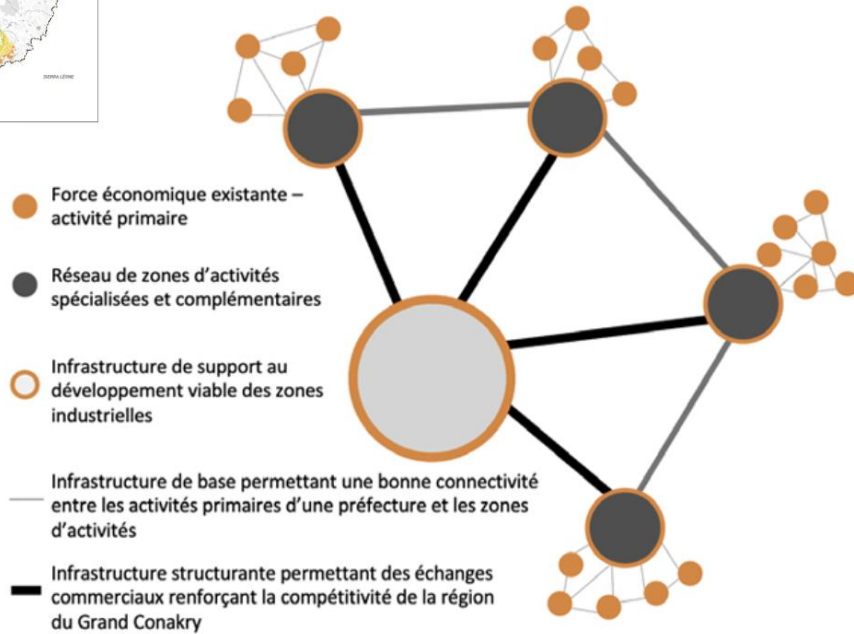 SIERRA LEONE
Force économique existante –
activité primaire
Réseau de zones d'activités
spécialisées et complémentaires
Infrastructure de support au
développement viable des zones
industrielles
Infrastructure de base permettant une bonne connectivité
entre les activités primaires d'une préfecture et les zones
d'activités
Infrastructure structurante permettant des échanges
commerciaux renforçant la compétitivité de la région
du Grand Conakry